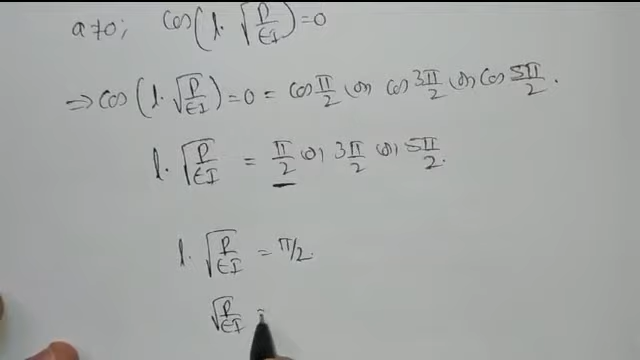 a≠0; cos(l.√(P/EI))=0
⇒ cos(l.√(P/EI))=0 = cos π/2 (or) cos 3π/2 (or) cos 5π/2.
l.√(P/EI) = π/2 or 3π/2 or 5π/2.
l.√(P/EI) = π/2.
√(P/EI) =